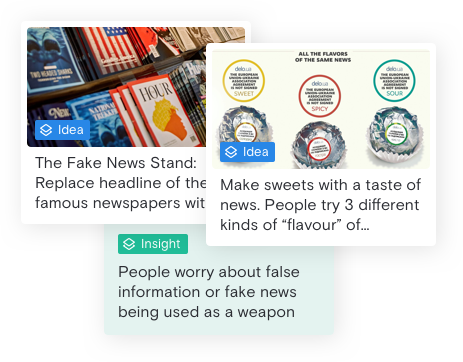 TWO HEADED SHARKS
HOUR
Idea
The Fake News Stand:
Replace headline of the
famous newspapers wit
ALL THE FLAVORS
OF THE SAME NEWS
delo.ua
THE EUROPEAN
UNION-UKRAINE
ASSOCIATION
AGREEMENT
IS NOT SIGNED
SWEET
delo.ua
THE EUROPEAN
UNION-UKRAINE
ASSOCIATION
AGREEMENT
IS NOT SIGNED
SPICY
delo.ua
THE EUROPEAN
UNION-UKRAINE
ASSOCIATION
AGREEMENT
IS NOT SIGNED
SOUR
Idea
Make sweets with a taste of
news. People try 3 different
kinds of “flavour” of...
Insight
People worry about false
information or fake news
being used as a weapon